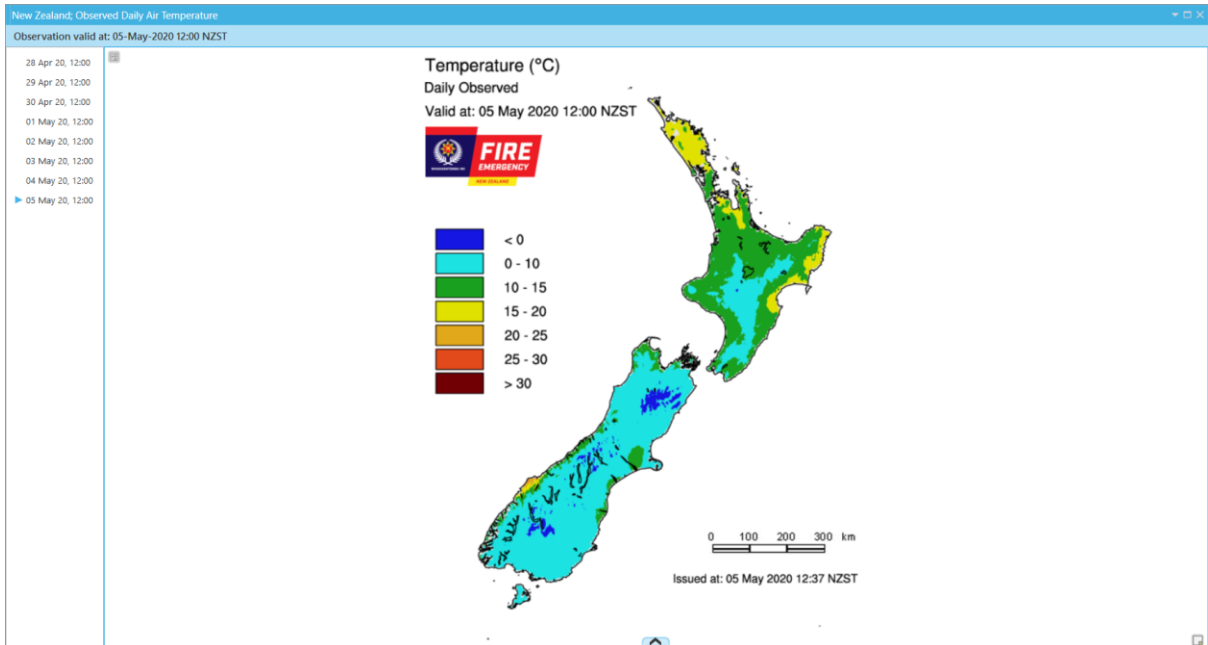 New Zealand; Observed Daily Air Temperature
Observation valid at: 05-May-2020 12:00 NZST
28 Apr 20, 12:00
29 Apr 20, 12:00
30 Apr 20, 12:00
01 May 20, 12:00
02 May 20, 12:00
03 May 20, 12:00
04 May 20, 12:00
05 May 20, 12:00
Temperature (°C)
Daily Observed
Valid at: 05 May 2020 12:00 NZST
FIRE
EMERGENCY
NEW ZEALAND
< 0
0 - 10
10 - 15
15 - 20
20 - 25
25 - 30
> 30
0 100 200 300 km
Issued at: 05 May 2020 12:37 NZST